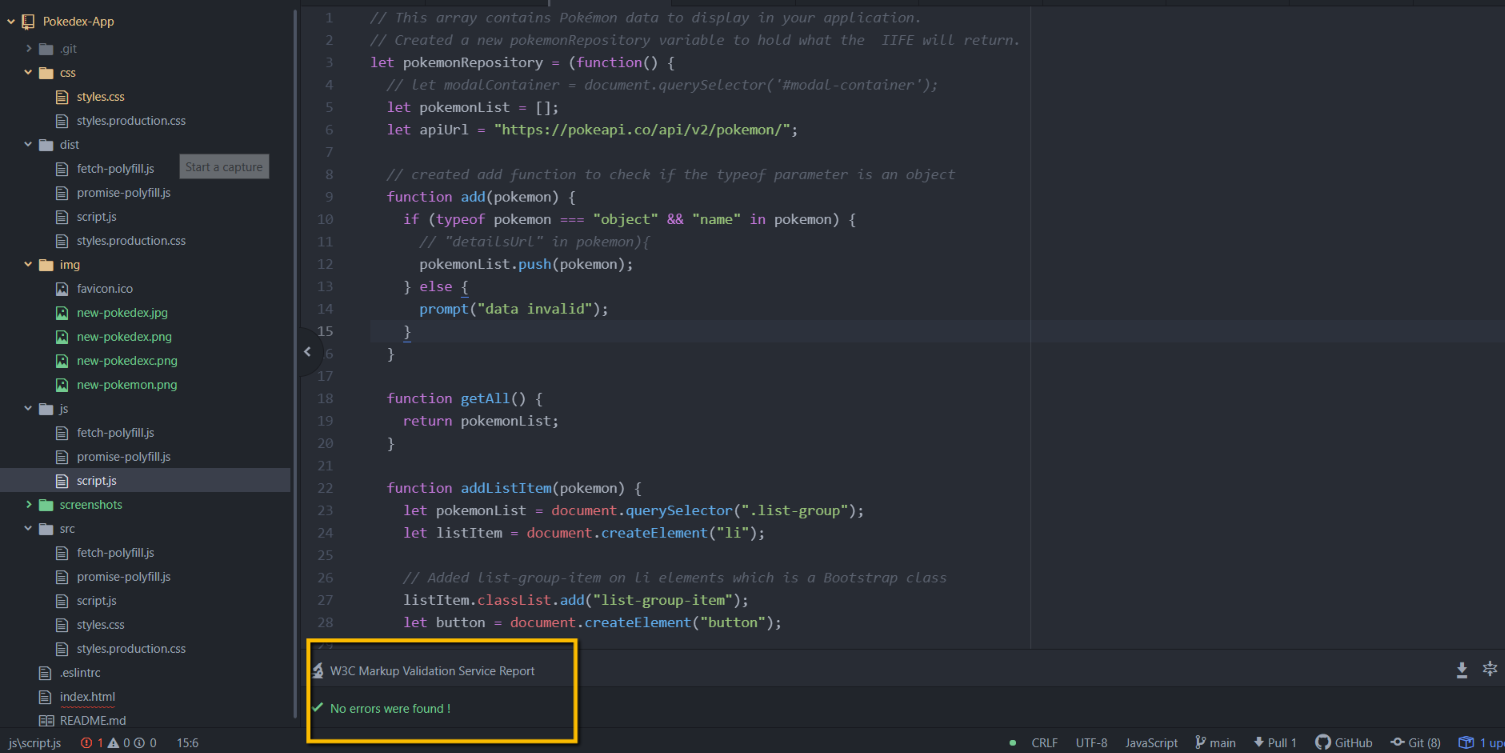 Pokedex-App
.git
css
styles.css
styles.production.css
dist
fetch-polyfill.js
Start a capture
promise-polyfill.js
script.js
styles.production.css
img
favicon.ico
new-pokedex.jpg
new-pokedex.png
new-pokedexc.png
new-pokemon.png
js
fetch-polyfill.js
promise-polyfill.js
script.js
screenshots
src
fetch-polyfill.js
promise-polyfill.js
script.js
styles.css
styles.production.css
.eslintrc
index.html
README.md
1 // This array contains Pokémon data to display in your application.
2 // Created a new pokemonRepository variable to hold what the  IIFE will return.
3 let pokemonRepository = (function() {
4 // let modalContainer = document.querySelector('#modal-container');
5 let pokemonList = [];
6 let apiUrl = "https://pokeapi.co/api/v2/pokemon/";
7
8 // created add function to check if the typeof parameter is an object
9 function add(pokemon) {
10 if (typeof pokemon === "object" && "name" in pokemon) {
11 // "detailsUrl" in pokemon){
12 pokemonList.push(pokemon);
13 } else {
14 prompt("data invalid");
15 }
6 }
17
18 function getAll() {
19 return pokemonList;
20 }
21
22 function addListItem(pokemon) {
23 let pokemonList = document.querySelector(".list-group");
24 let listItem = document.createElement("li");
25
26 // Added list-group-item on li elements which is a Bootstrap class
27 listItem.classList.add("list-group-item");
28 let button = document.createElement("button");
W3C Markup Validation Service Report
No errors were found !
js\script.js 1 0 0 15:6 CRLF UTF-8 JavaScript main Pull 1 GitHub Git (8) 1 up